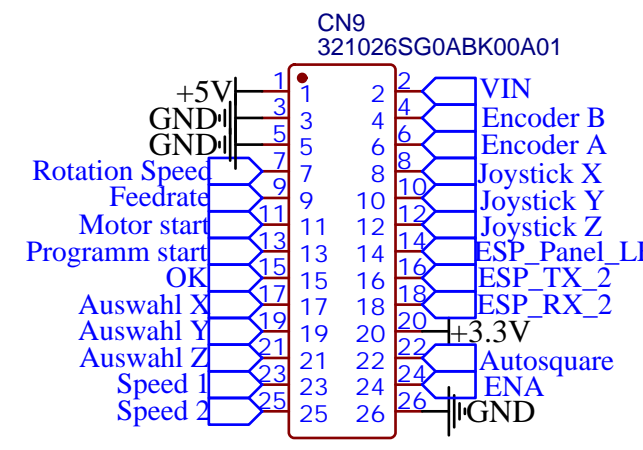 CN9
321026SG0ABK00A01
+5V 1 1 2 2 VIN
GND 3 3 4 4 Encoder B
GND 5 5 6 6 Encoder A
Rotation Speed 7 7 8 8 Joystick X
Feedrate 9 9 10 10 Joystick Y
Motor start 11 11 12 12 Joystick Z
Programm start 13 13 14 14 ESP_Panel_LE
OK 15 15 16 16 ESP_TX_2
Auswahl X 17 17 18 18 ESP_RX_2
Auswahl Y 19 19 20 20 +3.3V
Auswahl Z 21 21 22 22 Autosquare
Speed 1 23 23 24 24 ENA
Speed 2 25 25 26 26 GND